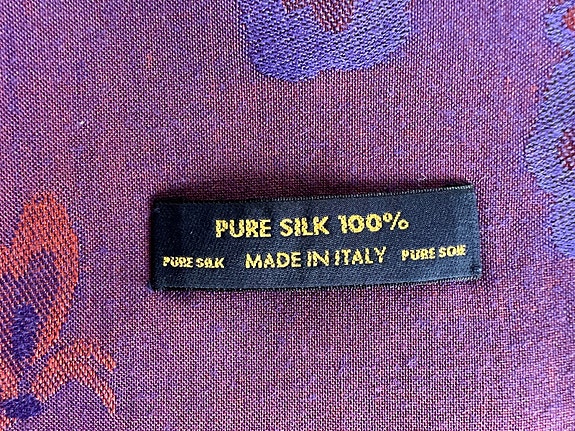 PURE SILK 100%
PURE SILK MADE IN ITALY PURE SOIE